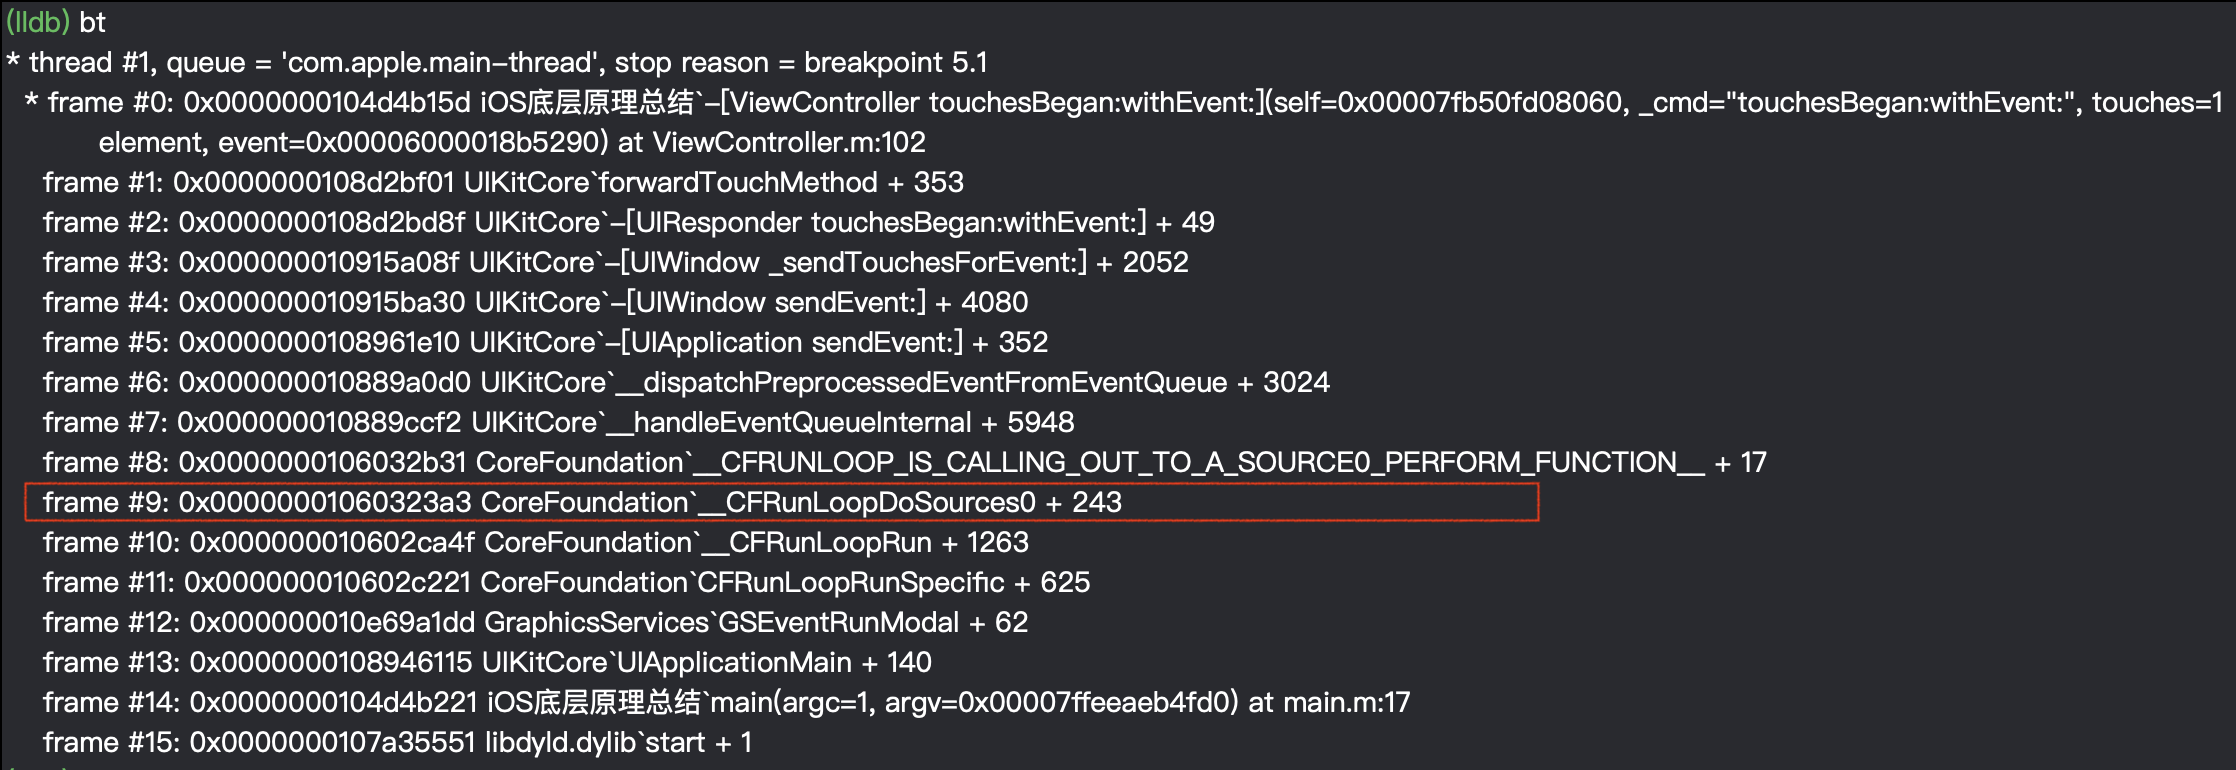 (lldb) bt
* thread #1, queue = 'com.apple.main-thread', stop reason = breakpoint 5.1
* frame #0: 0x0000000104d4b15d iOS底层原理总结`-[ViewController touchesBegan:withEvent:](self=0x00007fb50fd08060, _cmd="touchesBegan:withEvent:", touches=1
element, event=0x00006000018b5290) at ViewController.m:102
frame #1: 0x0000000108d2bf01 UIKitCore`forwardTouchMethod + 353
frame #2: 0x0000000108d2bd8f UIKitCore`-[UIResponder touchesBegan:withEvent:] + 49
frame #3: 0x000000010915a08f UIKitCore`-[UIWindow _sendTouchesForEvent:] + 2052
frame #4: 0x000000010915ba30 UIKitCore`-[UIWindow sendEvent:] + 4080
frame #5: 0x0000000108961e10 UIKitCore`-[UIApplication sendEvent:] + 352
frame #6: 0x000000010889a0d0 UIKitCore`__dispatchPreprocessedEventFromEventQueue + 3024
frame #7: 0x000000010889ccf2 UIKitCore`__handleEventQueueInternal + 5948
frame #8: 0x0000000106032b31 CoreFoundation`__CFRUNLOOP_IS_CALLING_OUT_TO_A_SOURCE0_PERFORM_FUNCTION__ + 17
frame #9: 0x00000001060323a3 CoreFoundation`__CFRunLoopDoSources0 + 243
frame #10: 0x000000010602ca4f CoreFoundation`__CFRunLoopRun + 1263
frame #11: 0x000000010602c221 CoreFoundation`CFRunLoopRunSpecific + 625
frame #12: 0x000000010e69a1dd GraphicsServices`GSEventRunModal + 62
frame #13: 0x0000000108946115 UIKitCore`UIApplicationMain + 140
frame #14: 0x0000000104d4b221 iOS底层原理总结`main(argc=1, argv=0x00007ffeeaeb4fd0) at main.m:17
frame #15: 0x0000000107a35551 libdyld.dylib`start + 1